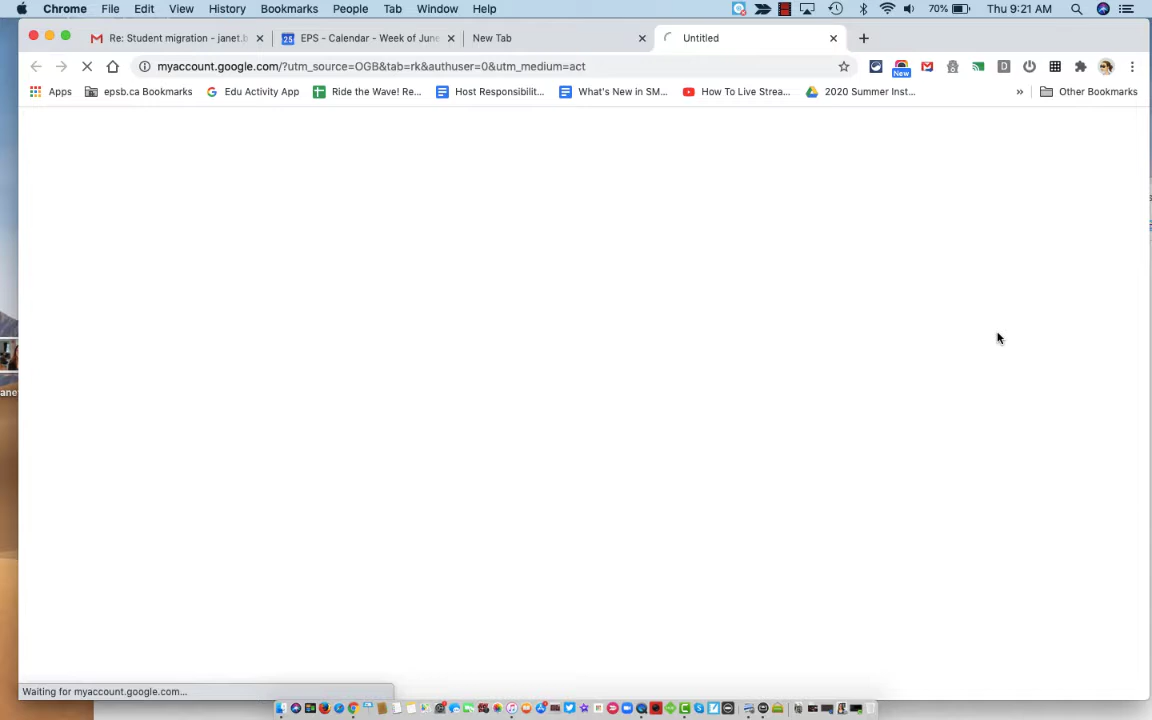 Chrome File Edit View History Bookmarks People Tab Window Help 70% Thu 9:21 AM
Re: Student migration - janet.b EPS - Calendar - Week of June New Tab Untitled
myaccount.google.com/?utm_source=OGB&tab=rk&authuser=0&utm_medium=act New
Apps epsb.ca Bookmarks Edu Activity App Ride the Wave! Re... Host Responsibilit... What's New in SM... How To Live Strea... 2020 Summer Inst... » Other Bookmarks
Waiting for myaccount.google.com...